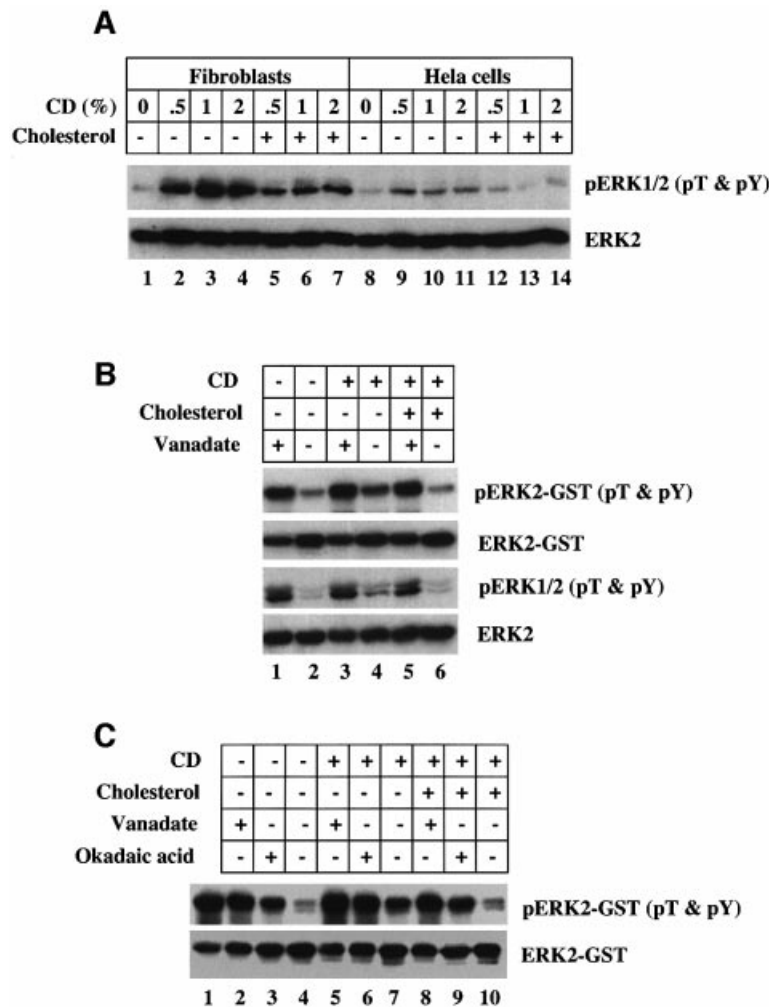 A
Fibroblasts Hela cells
CD (%) 0 .5 1 2 .5 1 2 0 .5 1 2 .5 1 2
Cholesterol - - - - + + + - - - - + + +
pERK1/2 (pT & pY)
ERK2
1 2 3 4 5 6 7 8 9 10 11 12 13 14
B
CD - - + + + +
Cholesterol - - - - + +
Vanadate + - + - + -
pERK2-GST (pT & pY)
ERK2-GST
pERK1/2 (pT & pY)
ERK2
1 2 3 4 5 6
C
CD - - - + + + + + +
Cholesterol - - - - - - + + +
Vanadate + - - + - - + - -
Okadaic acid - + - - + - - + -
pERK2-GST (pT & pY)
ERK2-GST
1 2 3 4 5 6 7 8 9 10